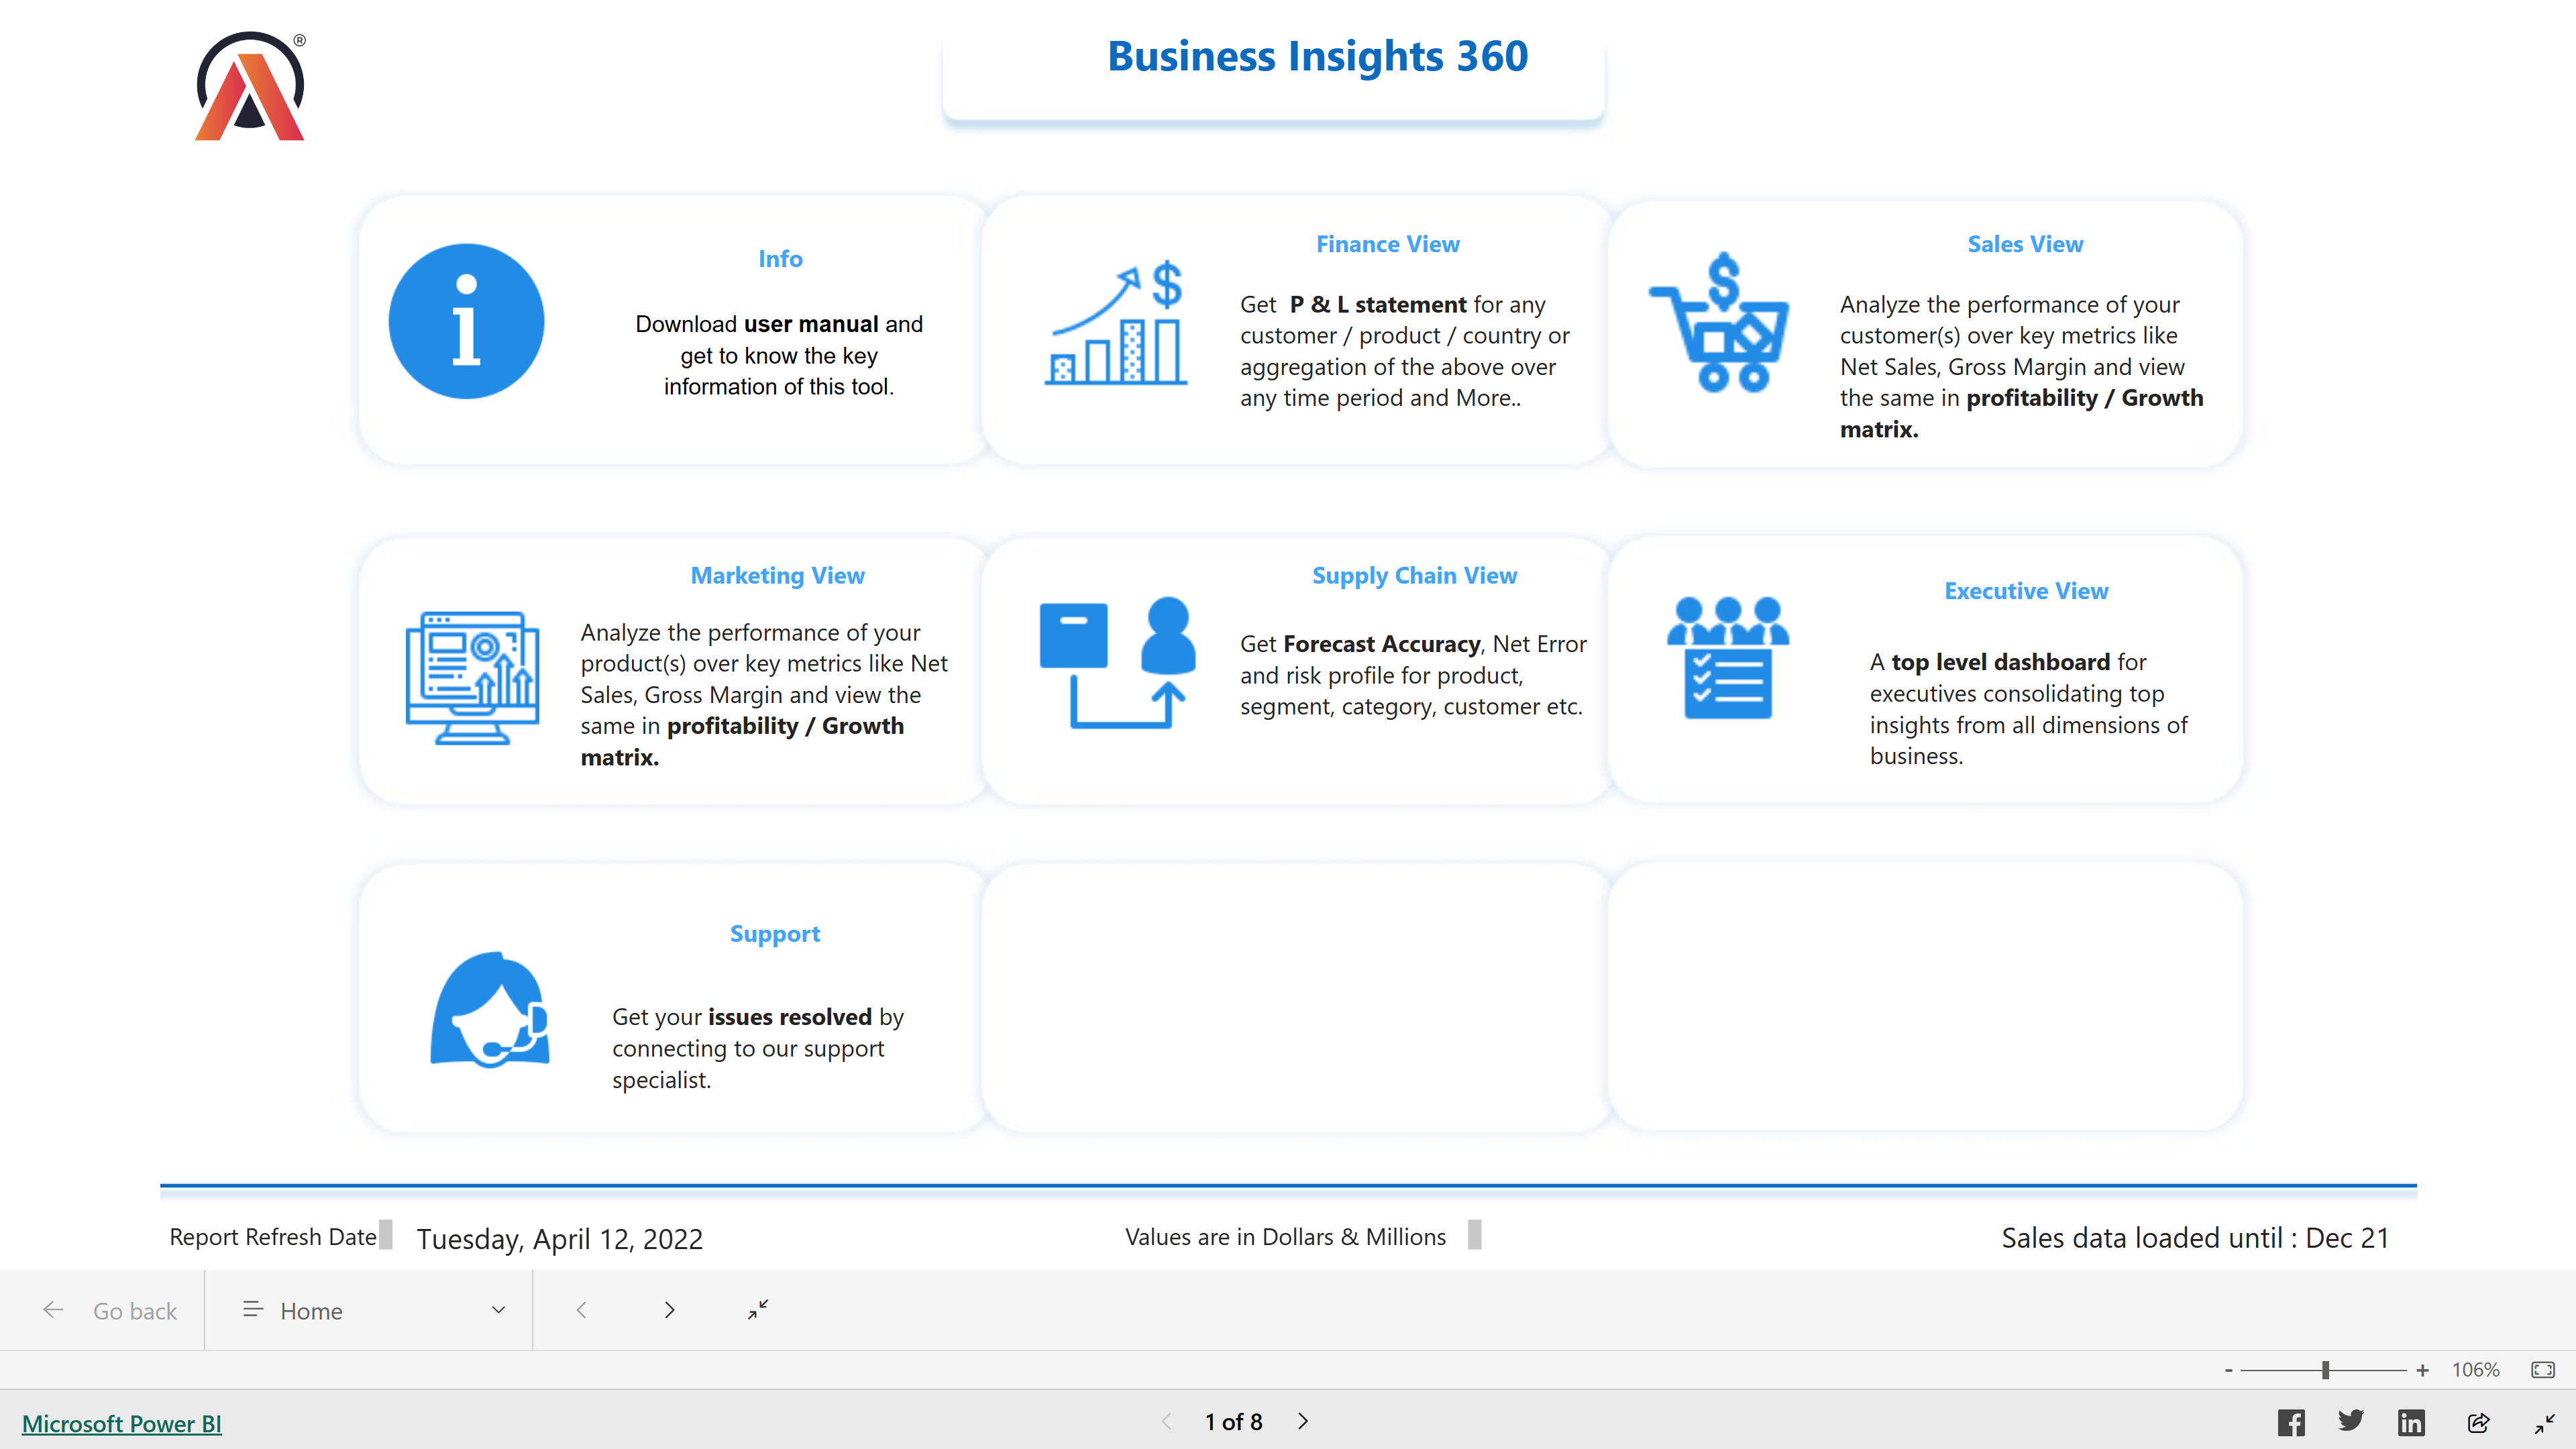 ®
Business Insights 360
Info
Download user manual and
get to know the key
information of this tool.
Finance View
Get  P & L statement for any
customer / product / country or
aggregation of the above over
any time period and More..
Sales View
Analyze the performance of your
customer(s) over key metrics like
Net Sales, Gross Margin and view
the same in profitability / Growth
matrix.
Marketing View
Analyze the performance of your
product(s) over key metrics like Net
Sales, Gross Margin and view the
same in profitability / Growth
matrix.
Supply Chain View
Get Forecast Accuracy, Net Error
and risk profile for product,
segment, category, customer etc.
Executive View
A top level dashboard for
executives consolidating top
insights from all dimensions of
business.
Support
Get your issues resolved by
connecting to our support
specialist.
Report Refresh Date Tuesday, April 12, 2022
Values are in Dollars & Millions
Sales data loaded until : Dec 21
Go back
Home
- + 106%
Microsoft Power BI
1 of 8